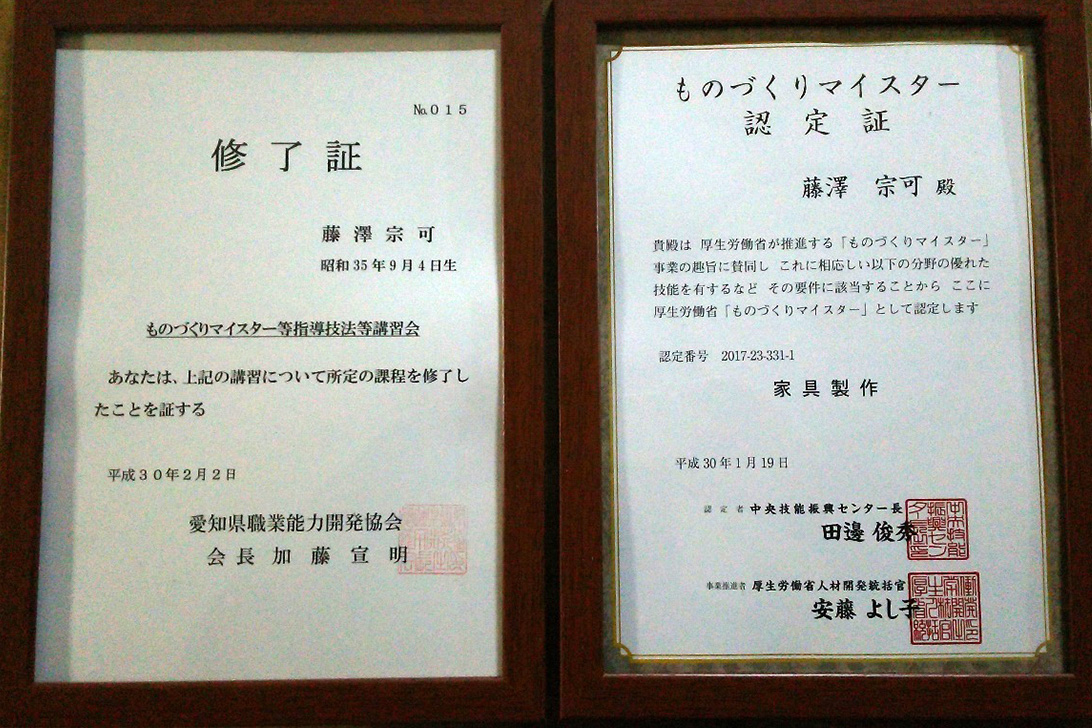 №015
修了証
藤澤宗可
昭和35年9月4日生
ものづくりマイスター等指導技法等講習会
あなたは、上記の講習について所定の課程を修了し
たことを証する
平成30年2月2日
愛知県職業能力開発協会
会長 加藤宣明
ものづくりマイスター
認定証
藤澤 宗可 殿
貴殿は 厚生労働省が推進する「ものづくりマイスター」
事業の趣旨に賛同し これに相応しい以下の分野の優れた
技能を有するなど その要件に該当することから ここに
厚生労働省「ものづくりマイスター」として認定します
認定番号 2017-23-331-1
家具製作
平成30年1月19日
認定者 中央技能振興センター長
田邊 俊秀
事業推進者 厚生労働省人材開発統括官
安藤 よし子